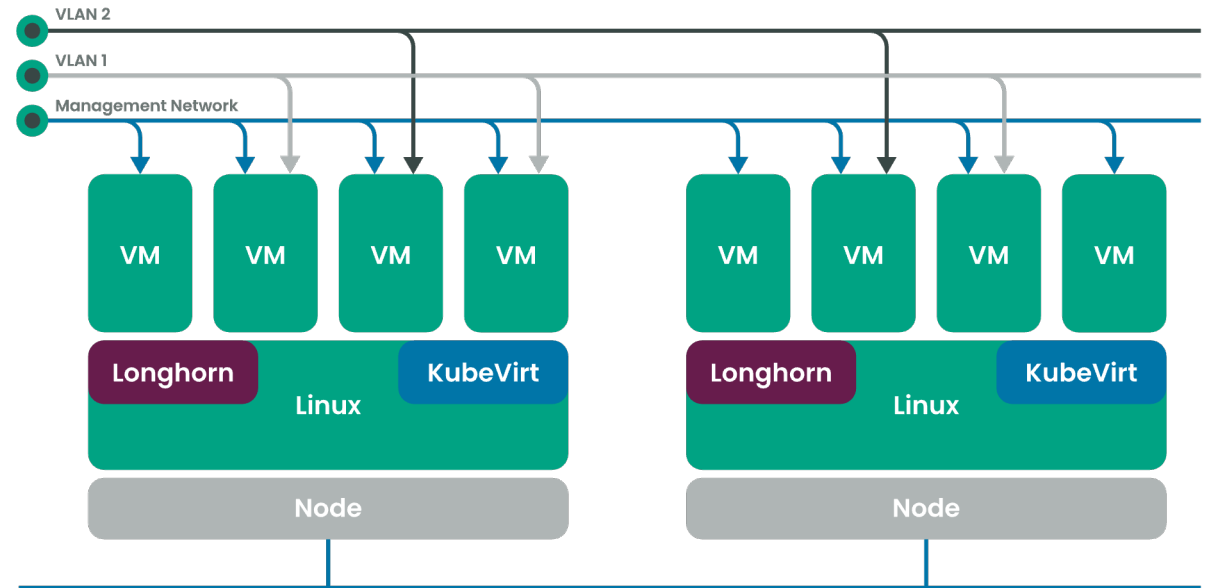 VLAN 2
VLAN 1
Management Network
VM VM VM VM VM VM VM VM
Longhorn KubeVirt Longhorn KubeVirt
Linux Linux
Node Node